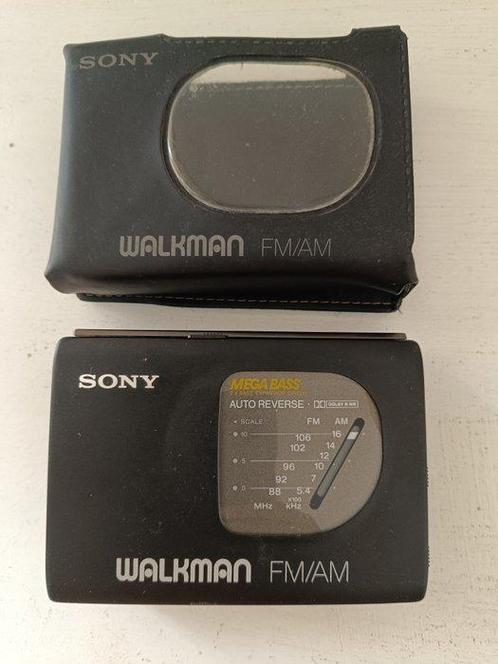 SONY
WALKMAN FM/AM
SONY
MEGA BASS
AUTO REVERSE · DOLBY B NR
SCALE FM AM
10 106 16
102 14
12
5 96 10
92 7
0 88 5.4
X100
MHz kHz
WALKMAN FM/AM